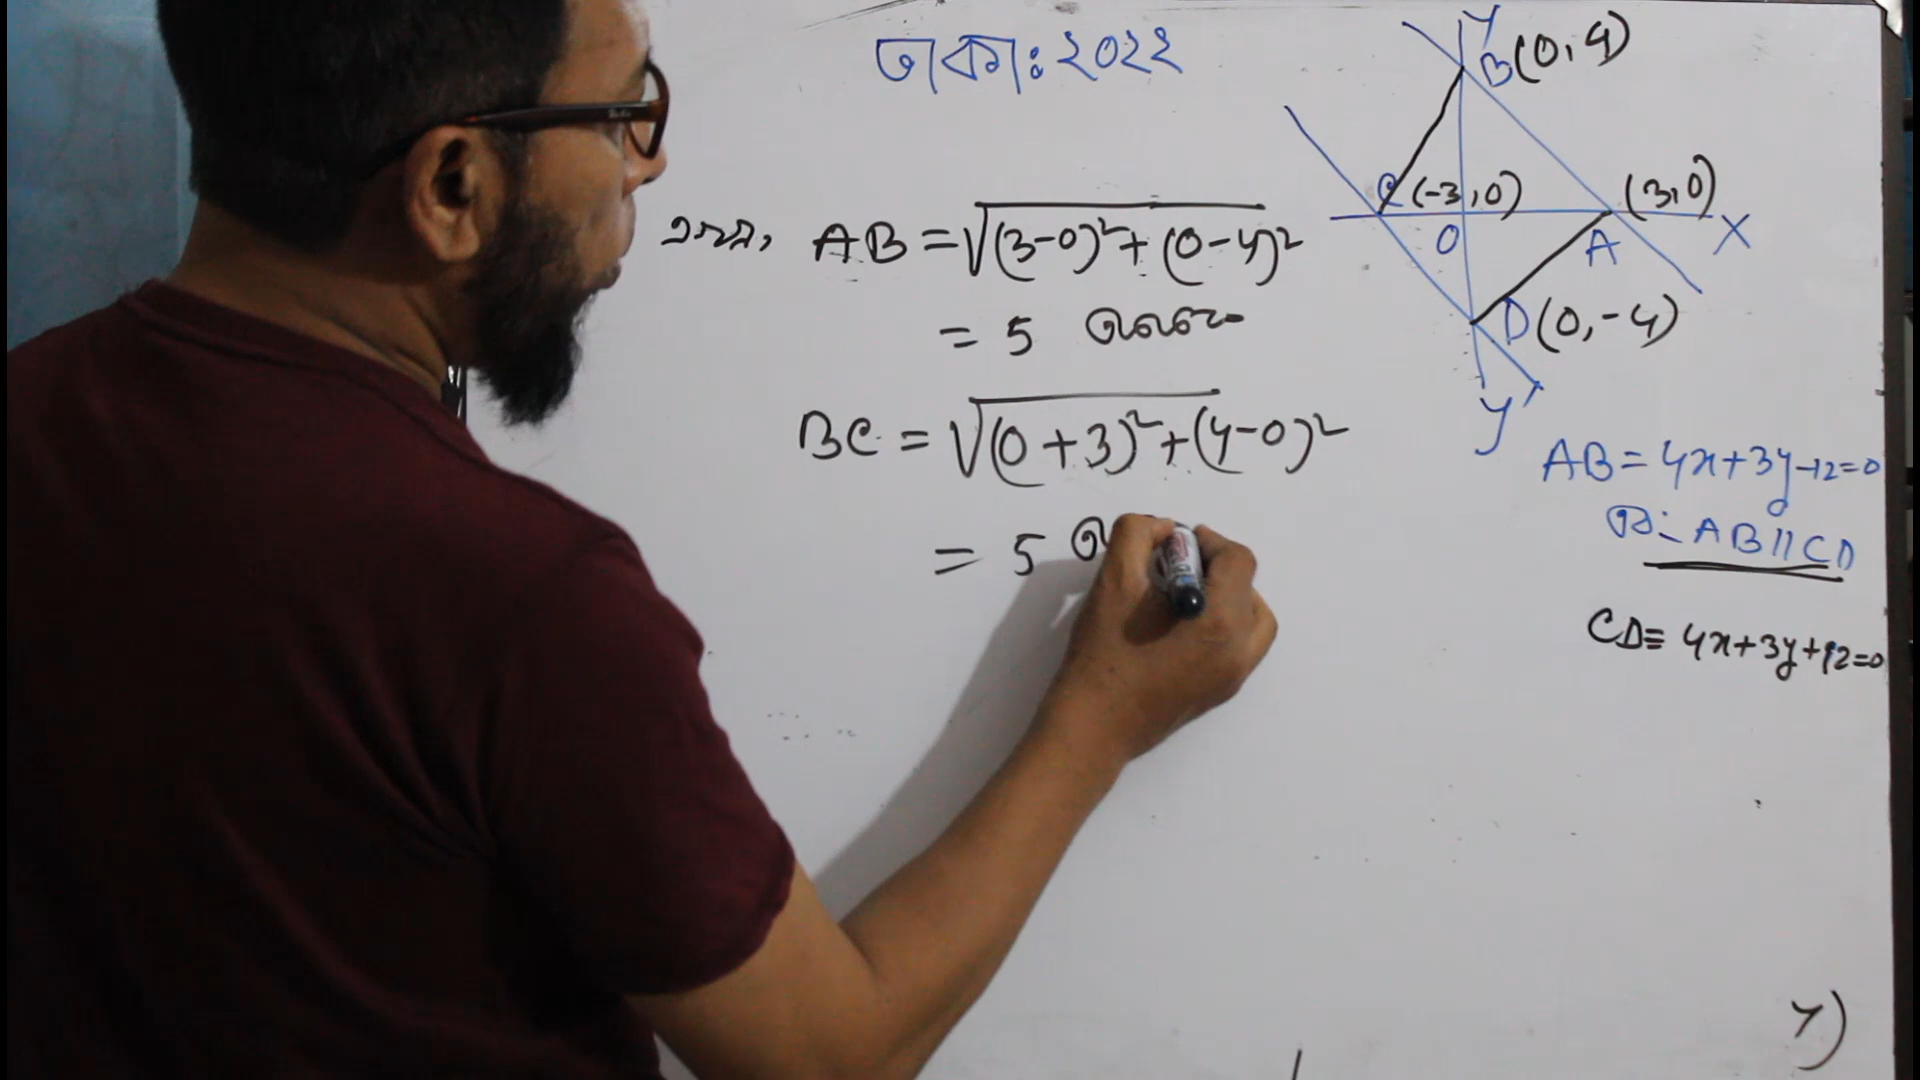 ঢাকা: ২০২২
Y
B(0,4)
C (-3,0)
(3,0)
O
A
X
D(0,-4)
Y'
AB = √(3-0)²+(0-4)²
= 5 একক
BC = √(0+3)²+(4-0)²
= 5
AB = 4x+3y-12=0
AB || CD
CD ≡ 4x+3y+12=0